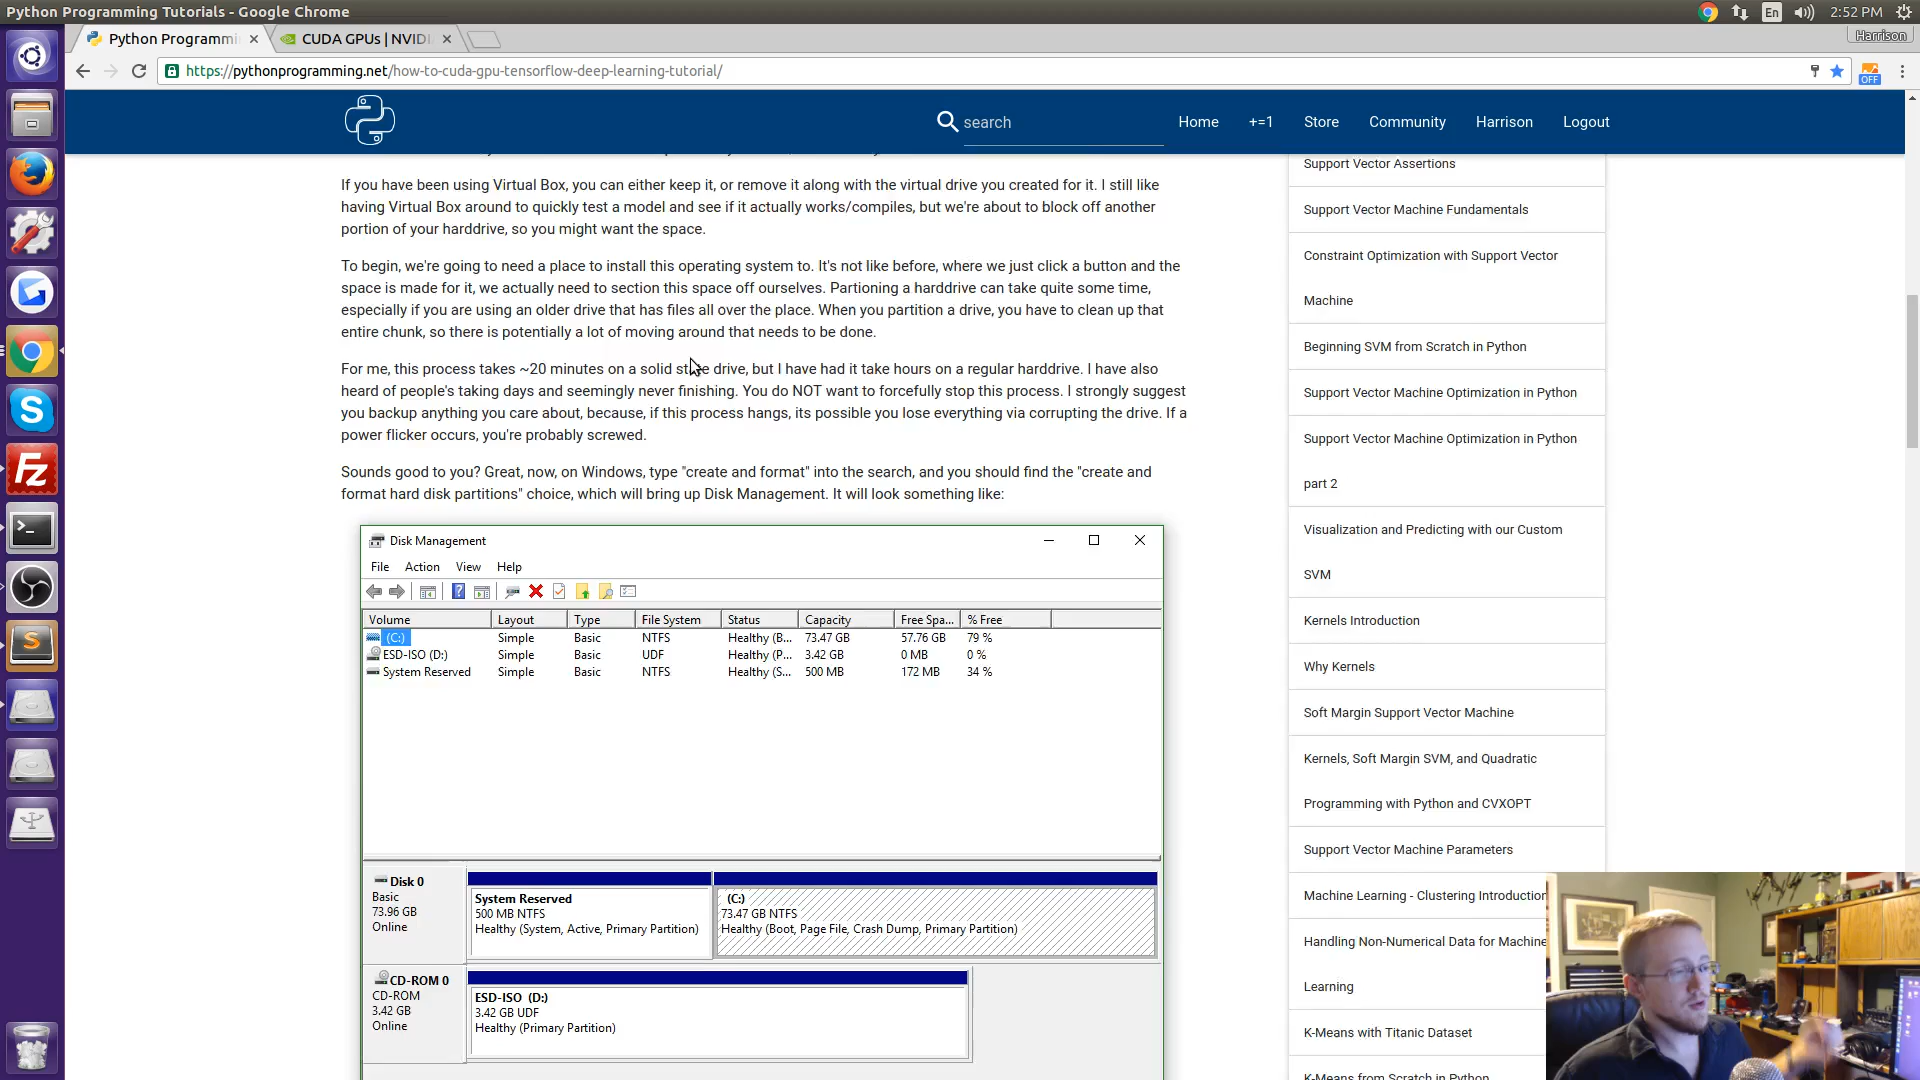 Python Programming Tutorials - Google Chrome
En
2:52 PM
Python Programmi
CUDA GPUs | NVIDI
Harrison
https://pythonprogramming.net/how-to-cuda-gpu-tensorflow-deep-learning-tutorial/
OFF
search
Home
+=1
Store
Community
Harrison
Logout
If you have been using Virtual Box, you can either keep it, or remove it along with the virtual drive you created for it. I still like
having Virtual Box around to quickly test a model and see if it actually works/compiles, but we're about to block off another
portion of your harddrive, so you might want the space.
To begin, we're going to need a place to install this operating system to. It's not like before, where we just click a button and the
space is made for it, we actually need to section this space off ourselves. Partioning a harddrive can take quite some time,
especially if you are using an older drive that has files all over the place. When you partition a drive, you have to clean up that
entire chunk, so there is potentially a lot of moving around that needs to be done.
For me, this process takes ~20 minutes on a solid state drive, but I have had it take hours on a regular harddrive. I have also
heard of people's taking days and seemingly never finishing. You do NOT want to forcefully stop this process. I strongly suggest
you backup anything you care about, because, if this process hangs, its possible you lose everything via corrupting the drive. If a
power flicker occurs, you're probably screwed.
Sounds good to you? Great, now, on Windows, type "create and format" into the search, and you should find the "create and
format hard disk partitions" choice, which will bring up Disk Management. It will look something like:
Disk Management
File Action View Help
Volume Layout Type File System Status Capacity Free Spa... % Free
(C:) Simple Basic NTFS Healthy (B... 73.47 GB 57.76 GB 79 %
ESD-ISO (D:) Simple Basic UDF Healthy (P... 3.42 GB 0 MB 0 %
System Reserved Simple Basic NTFS Healthy (S... 500 MB 172 MB 34 %
Disk 0
Basic
73.96 GB
Online
System Reserved
500 MB NTFS
Healthy (System, Active, Primary Partition)
(C:)
73.47 GB NTFS
Healthy (Boot, Page File, Crash Dump, Primary Partition)
CD-ROM 0
CD-ROM
3.42 GB
Online
ESD-ISO (D:)
3.42 GB UDF
Healthy (Primary Partition)
Support Vector Assertions
Support Vector Machine Fundamentals
Constraint Optimization with Support Vector
Machine
Beginning SVM from Scratch in Python
Support Vector Machine Optimization in Python
Support Vector Machine Optimization in Python
part 2
Visualization and Predicting with our Custom
SVM
Kernels Introduction
Why Kernels
Soft Margin Support Vector Machine
Kernels, Soft Margin SVM, and Quadratic
Programming with Python and CVXOPT
Support Vector Machine Parameters
Machine Learning - Clustering Introduction
Handling Non-Numerical Data for Machine
Learning
K-Means with Titanic Dataset
K-Means from Scratch in Python